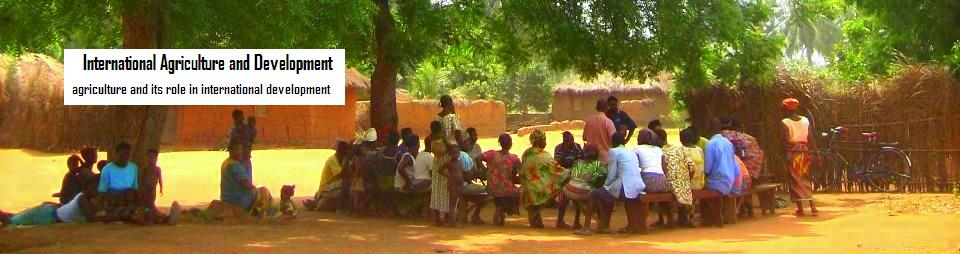 International Agriculture and Development
agriculture and its role in international development